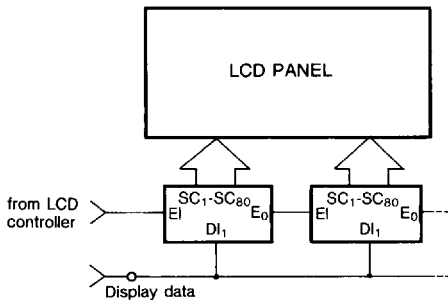 LCD PANEL
from LCD
controller
EI
SC₁-SC₈₀
E₀
DI₁
EI
SC₁-SC₈₀
E₀
DI₁
Display data